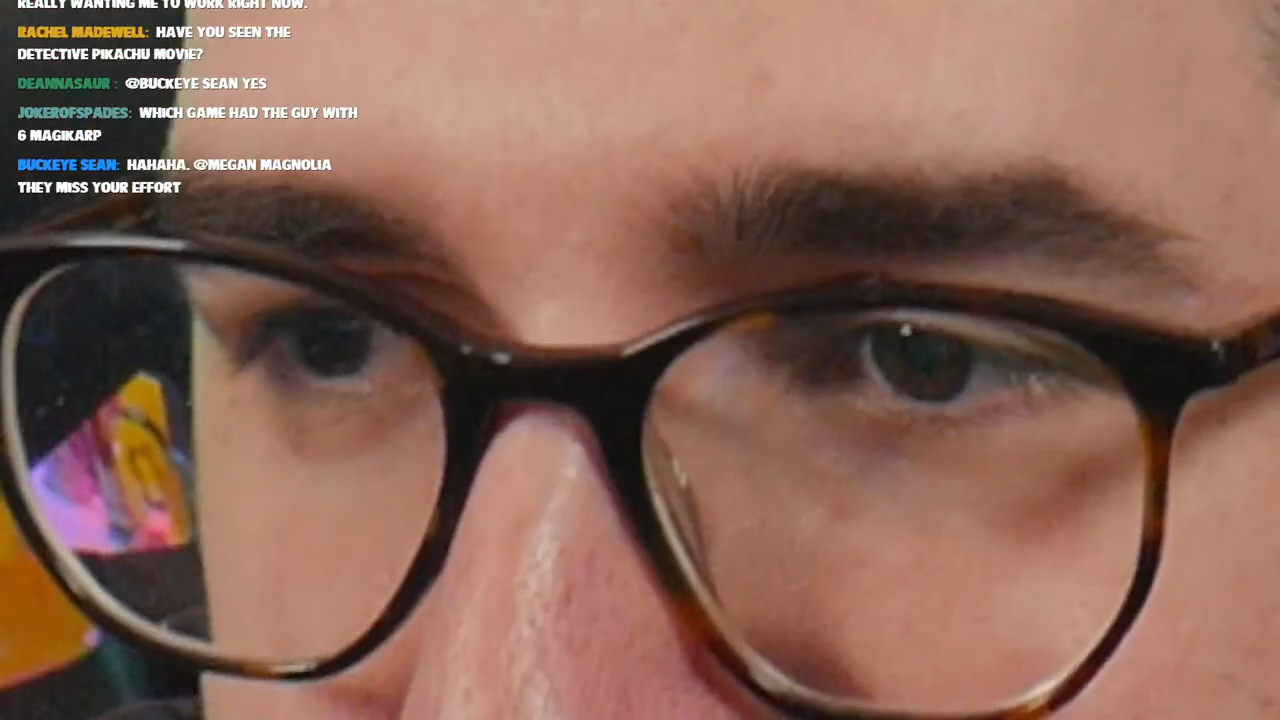 REALLY WANTING ME TO WORK RIGHT NOW.
RACHEL MADEWELL: HAVE YOU SEEN THE
DETECTIVE PIKACHU MOVIE?
DEANNASAUR : @BUCKEYE SEAN YES
JOKEROFSPADES: WHICH GAME HAD THE GUY WITH
6 MAGIKARP
BUCKEYE SEAN: HAHAHA. @MEGAN MAGNOLIA
THEY MISS YOUR EFFORT